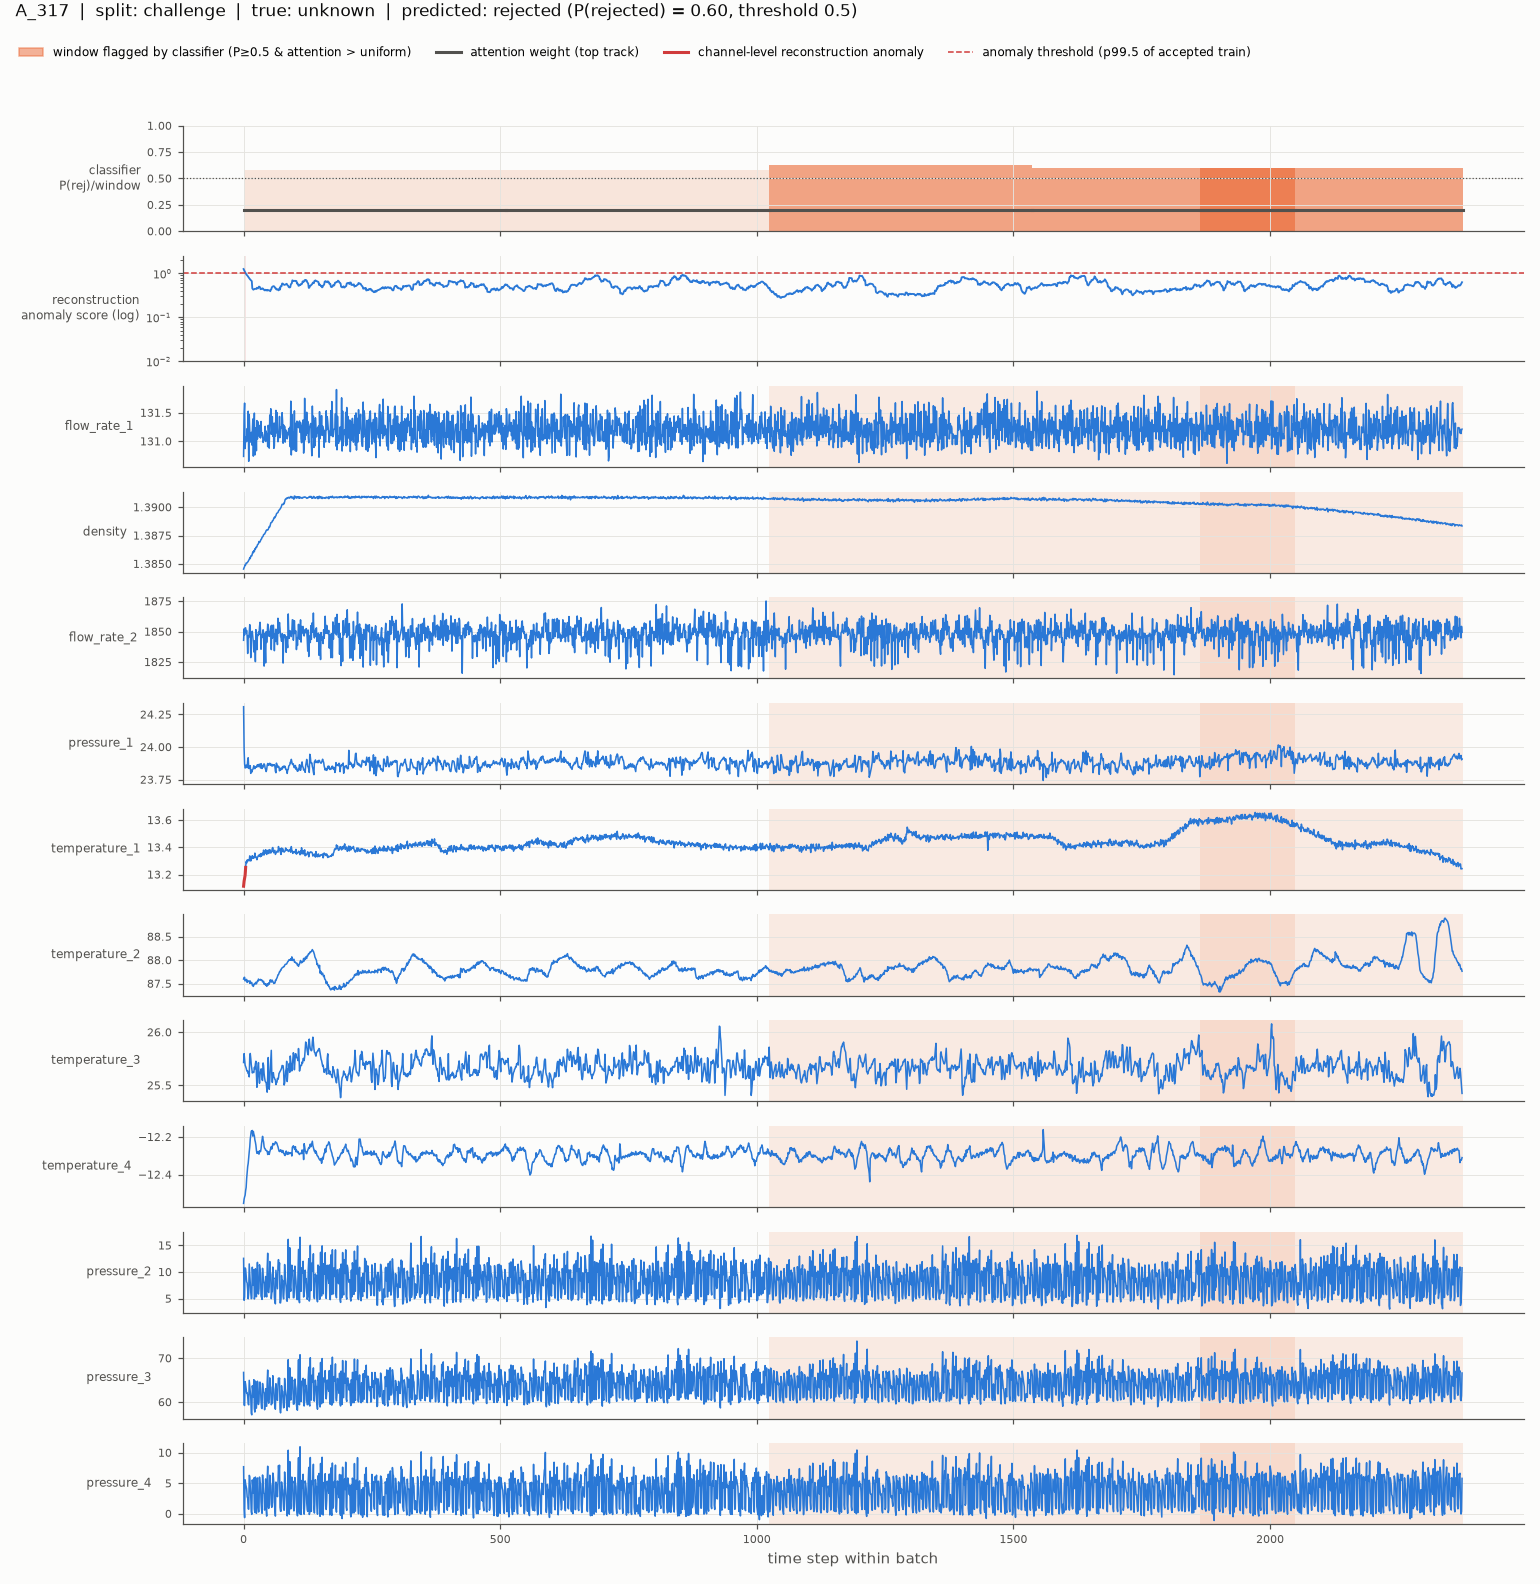 A_317 | split: challenge | true: unknown | predicted: rejected (P(rejected) = 0.60, threshold 0.5)
window flagged by classifier (P≥0.5 & attention > uniform) attention weight (top track) channel-level reconstruction anomaly anomaly threshold (p99.5 of accepted train)
classifier
P(rej)/window
1.00
0.75
0.50
0.25
0.00
reconstruction
anomaly score (log)
10⁰
10⁻¹
10⁻²
flow_rate_1
131.5
131.0
density
1.3900
1.3875
1.3850
flow_rate_2
1875
1850
1825
pressure_1
24.25
24.00
23.75
temperature_1
13.6
13.4
13.2
temperature_2
88.5
88.0
87.5
temperature_3
26.0
25.5
temperature_4
−12.2
−12.4
pressure_2
15
10
5
pressure_3
70
60
pressure_4
10
5
0
0 500 1000 1500 2000
time step within batch